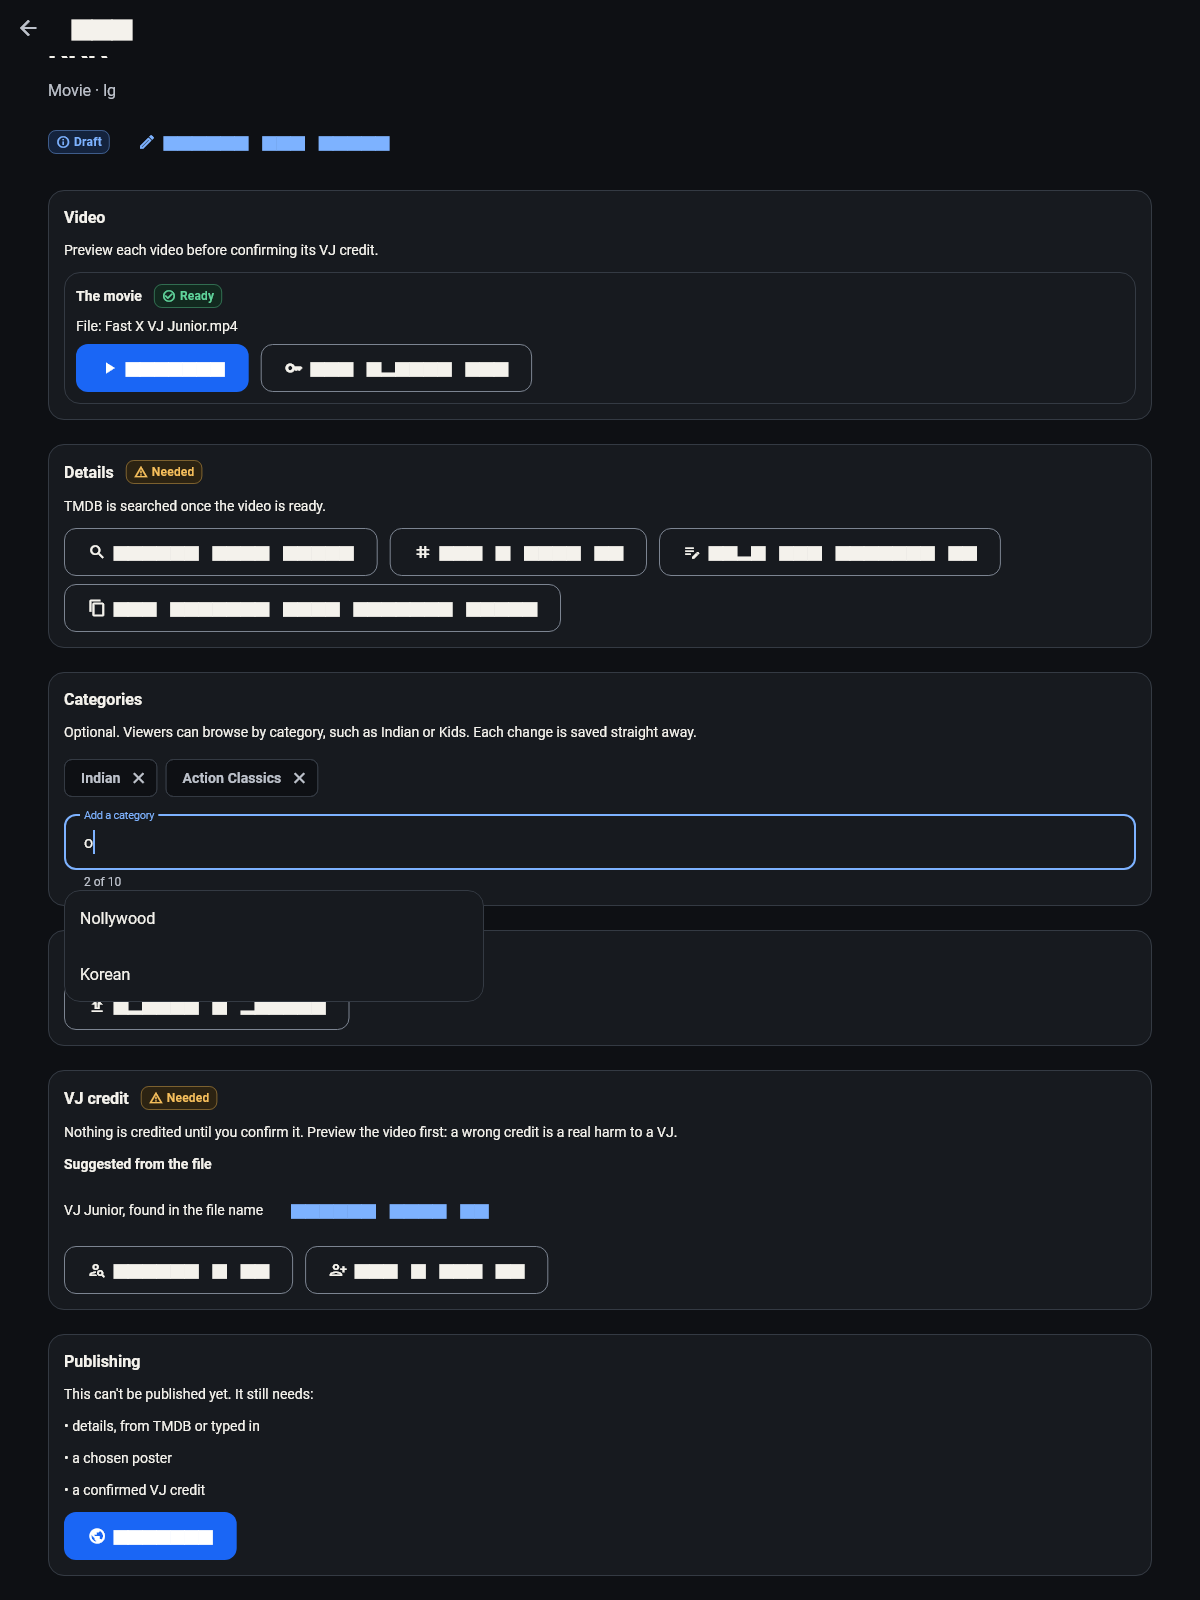 Movie · lg
Draft
Video
Preview each video before confirming its VJ credit.
The movie Ready
File: Fast X VJ Junior.mp4
Details Needed
TMDB is searched once the video is ready.
Categories
Optional. Viewers can browse by category, such as Indian or Kids. Each change is saved straight away.
Indian Action Classics
Add a category
o
2 of 10
Nollywood
Korean
VJ credit Needed
Nothing is credited until you confirm it. Preview the video first: a wrong credit is a real harm to a VJ.
Suggested from the file
VJ Junior, found in the file name
Publishing
This can't be published yet. It still needs:
• details, from TMDB or typed in
• a chosen poster
• a confirmed VJ credit